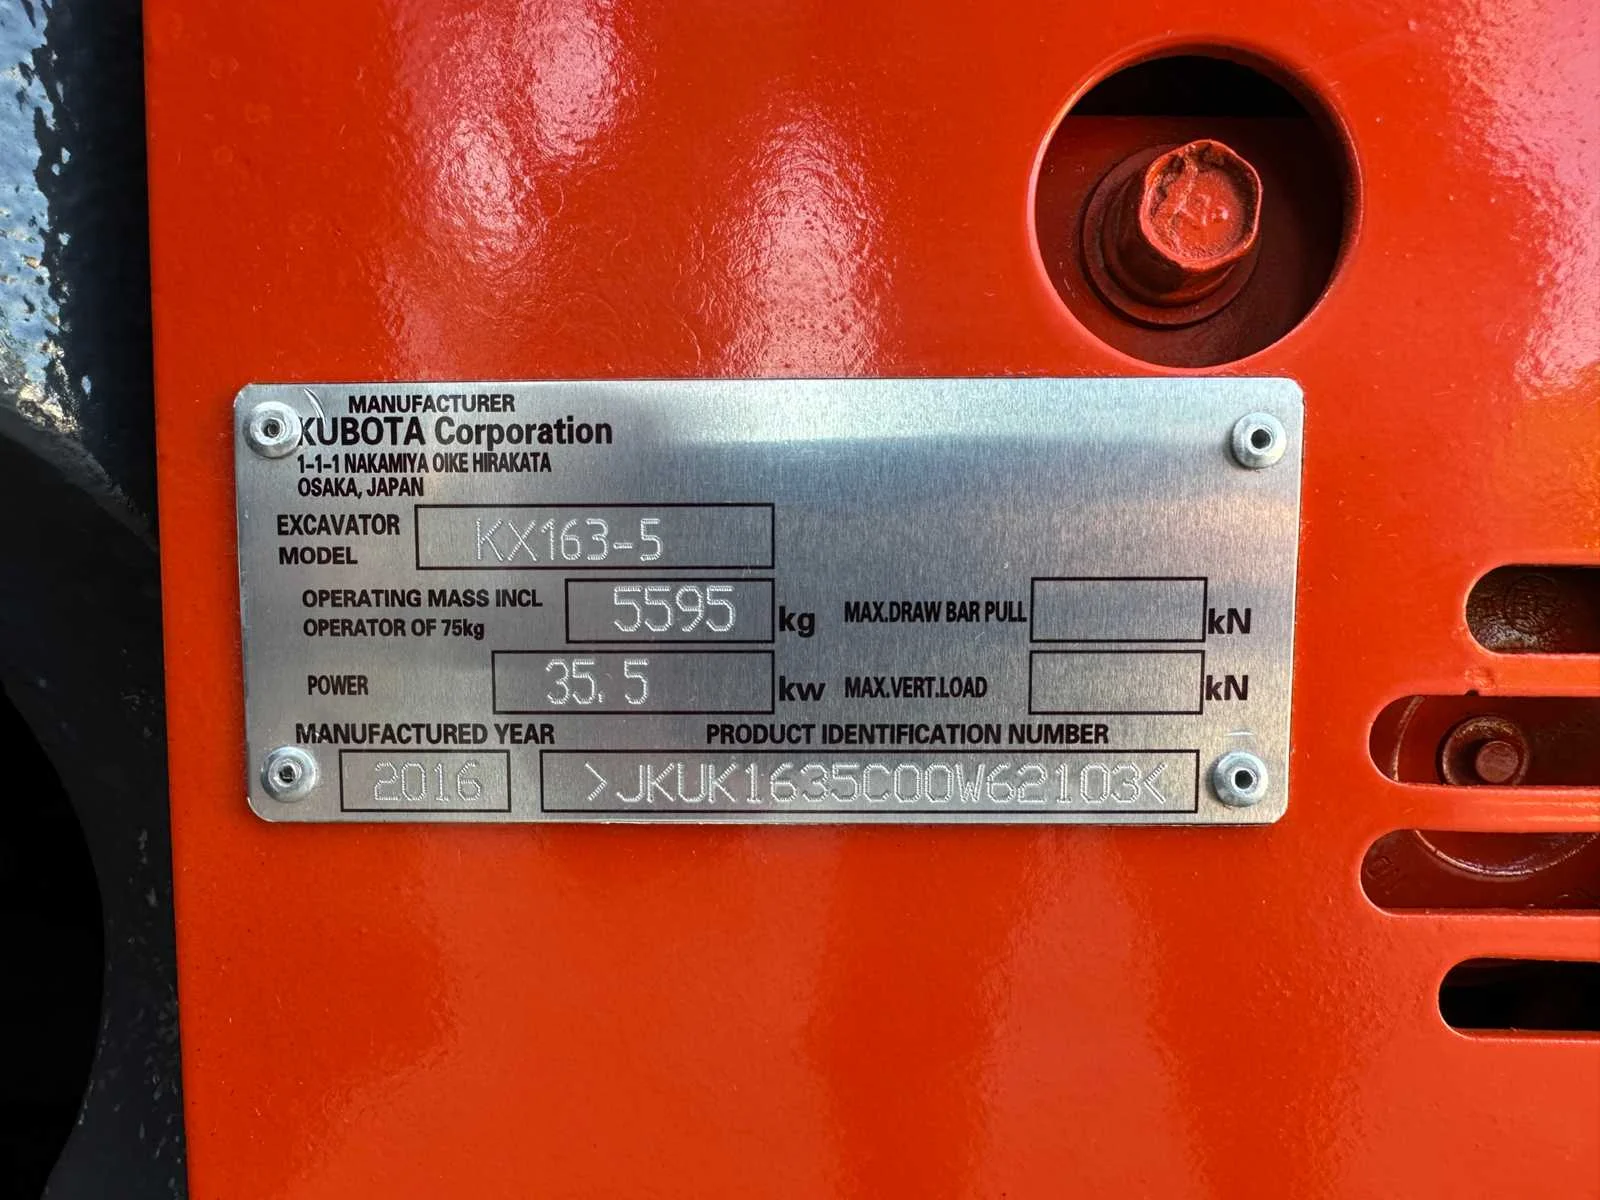 MANUFACTURER
KUBOTA Corporation
1-1-1 NAKAMIYA OIKE HIRAKATA
OSAKA, JAPAN
EXCAVATOR MODEL KX163-5
OPERATING MASS INCL OPERATOR OF 75kg 5595 kg MAX.DRAW BAR PULL kN
POWER 35.5 kw MAX.VERT.LOAD kN
MANUFACTURED YEAR PRODUCT IDENTIFICATION NUMBER
2016 >JKUK1635C00W62103<